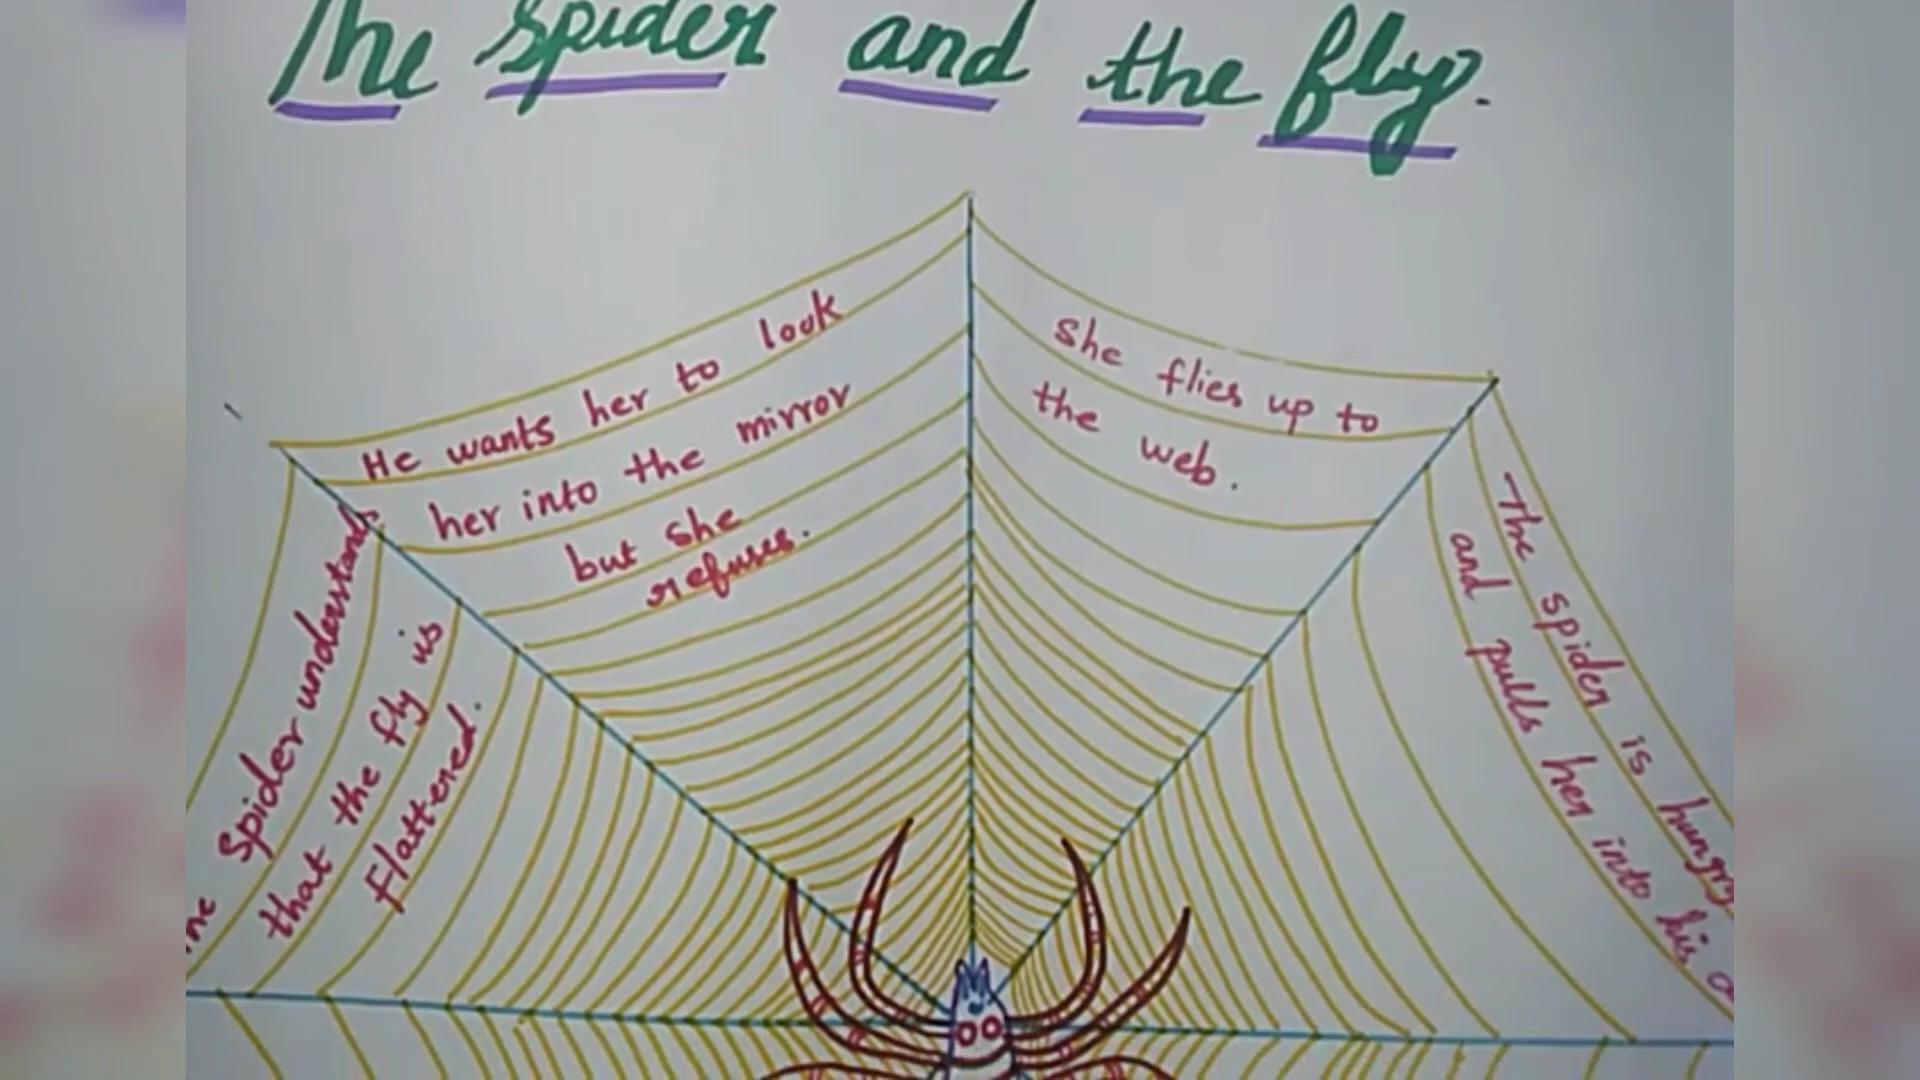 The spider and the fly.
He wants her to look
her into the mirror
but she
refuses.
She flies up to
the web.
Spider understands
that the fly is
flattered.
The spider is hungry
and pulls her into his